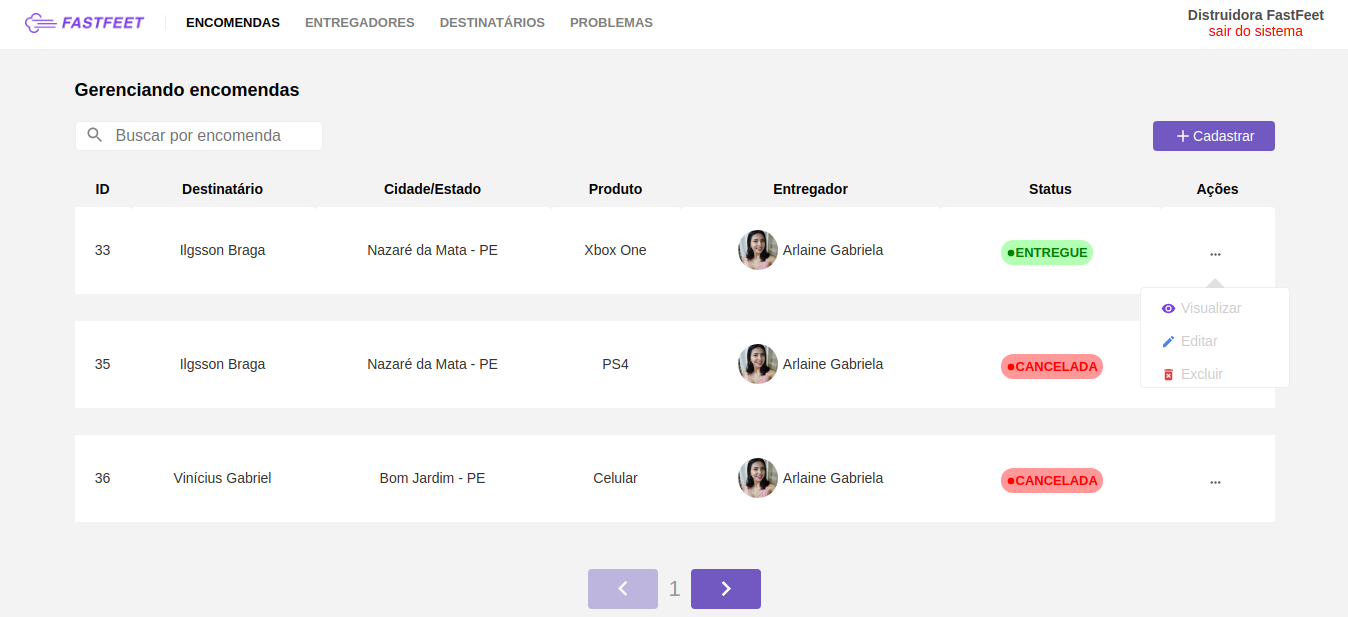 FASTFEET ENCOMENDAS ENTREGADORES DESTINATÁRIOS PROBLEMAS Distruidora FastFeet
sair do sistema
Gerenciando encomendas
Buscar por encomenda Cadastrar
ID Destinatário Cidade/Estado Produto Entregador Status Ações
33 Ilgsson Braga Nazaré da Mata - PE Xbox One Arlaine Gabriela ENTREGUE ...
Visualizar
Editar
35 Ilgsson Braga Nazaré da Mata - PE PS4 Arlaine Gabriela CANCELADA
Excluir
36 Vinícius Gabriel Bom Jardim - PE Celular Arlaine Gabriela CANCELADA ...
1